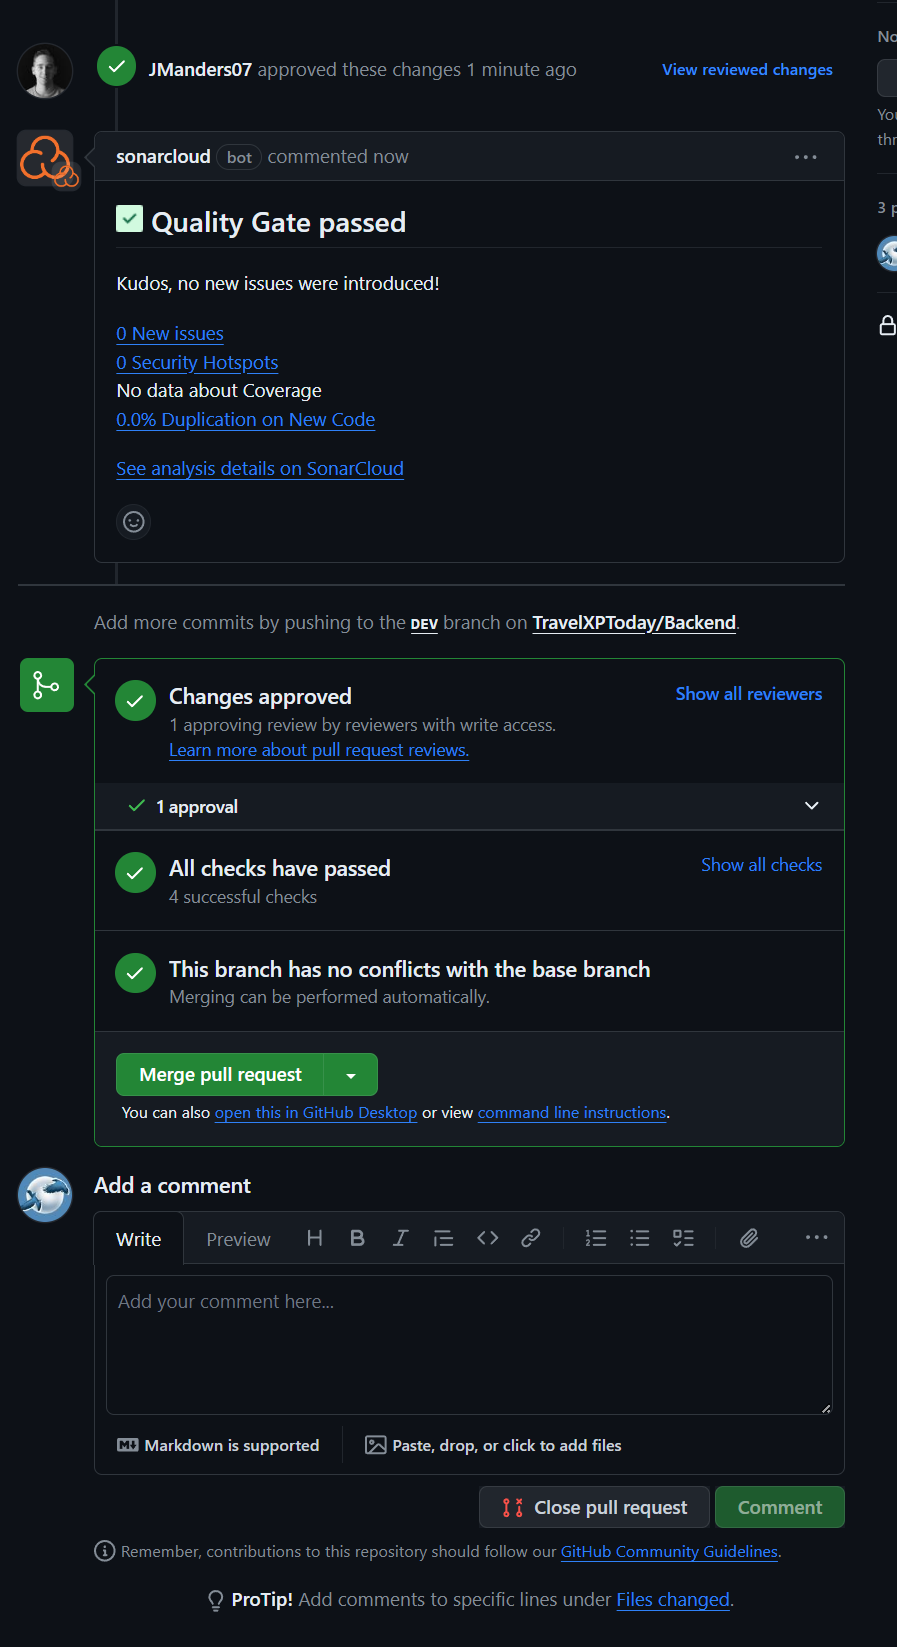 No
JManders07 approved these changes 1 minute ago
View reviewed changes
You
thr
sonarcloud bot commented now
Quality Gate passed
3 p
Kudos, no new issues were introduced!
0 New issues
0 Security Hotspots
No data about Coverage
0.0% Duplication on New Code
See analysis details on SonarCloud
Add more commits by pushing to the DEV branch on TravelXPToday/Backend.
Changes approved
Show all reviewers
1 approving review by reviewers with write access.
Learn more about pull request reviews.
1 approval
All checks have passed
Show all checks
4 successful checks
This branch has no conflicts with the base branch
Merging can be performed automatically.
Merge pull request
You can also open this in GitHub Desktop or view command line instructions.
Add a comment
Write
Preview
H B I
Add your comment here...
Markdown is supported
Paste, drop, or click to add files
Close pull request
Comment
Remember, contributions to this repository should follow our GitHub Community Guidelines.
ProTip! Add comments to specific lines under Files changed.